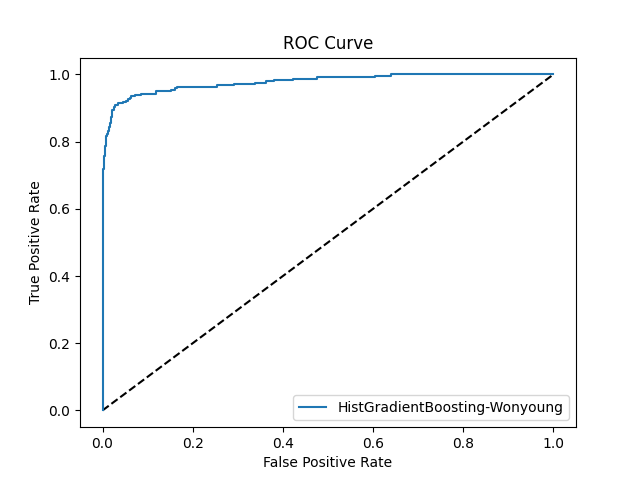 ROC Curve
1.0
0.8
0.6
0.4
0.2
0.0
True Positive Rate
0.0 0.2 0.4 0.6 0.8 1.0
False Positive Rate
HistGradientBoosting-Wonyoung